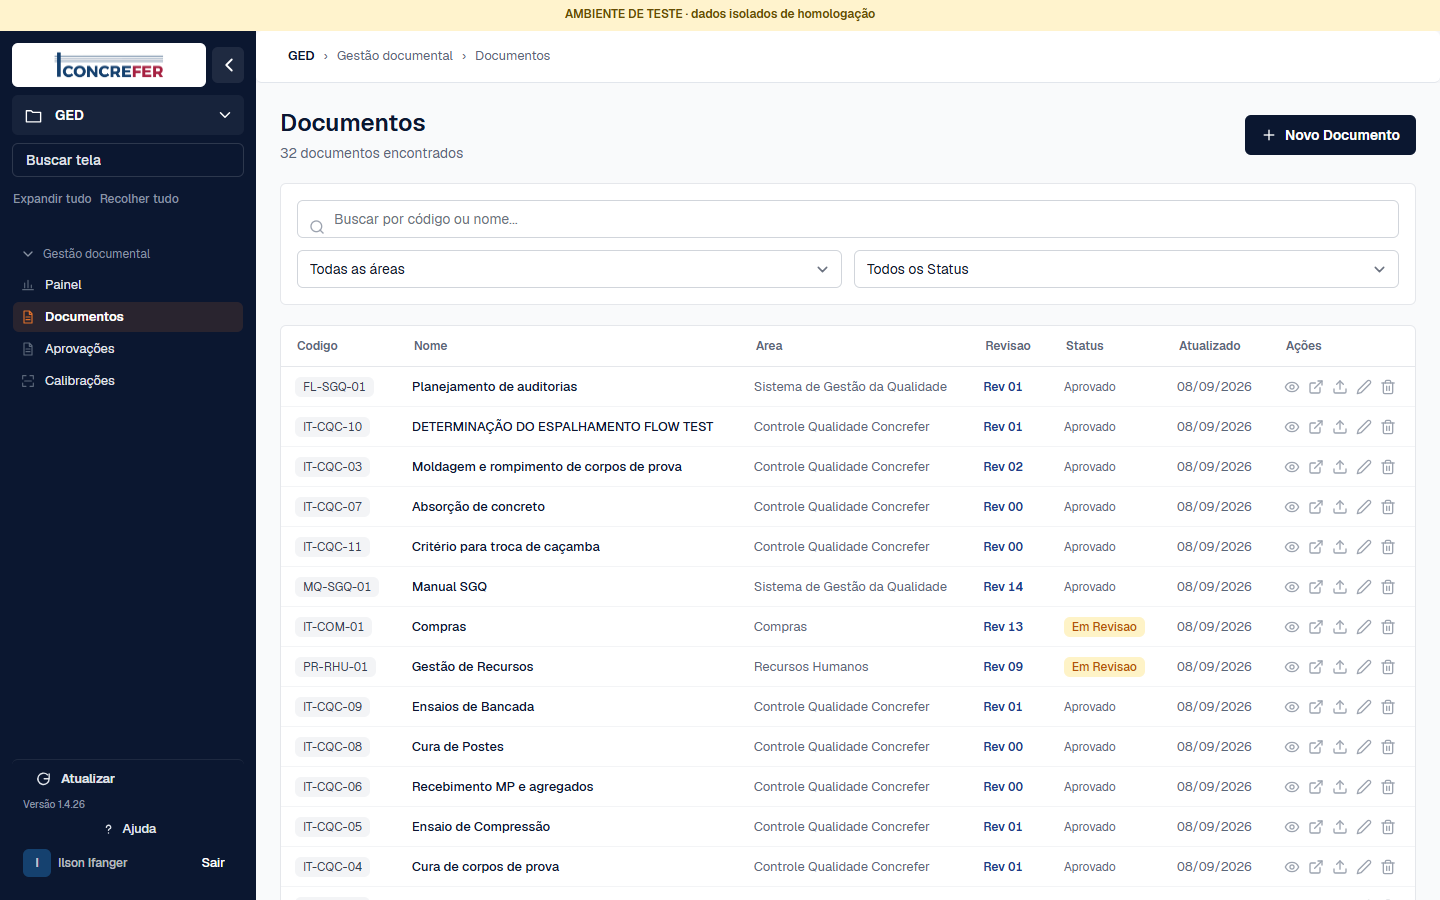 AMBIENTE DE TESTE · dados isolados de homologação
CONCREFER
GED
Buscar tela
Expandir tudo Recolher tudo
Gestão documental
Painel
Documentos
Aprovações
Calibrações
Atualizar
Versão 1.4.26
? Ajuda
I Ilson Ifanger Sair
GED › Gestão documental › Documentos
Documentos
32 documentos encontrados
+ Novo Documento
Buscar por código ou nome...
Todas as áreas Todos os Status
Codigo Nome Area Revisao Status Atualizado Ações
FL-SGQ-01 Planejamento de auditorias Sistema de Gestão da Qualidade Rev 01 Aprovado 08/09/2026
IT-CQC-10 DETERMINAÇÃO DO ESPALHAMENTO FLOW TEST Controle Qualidade Concrefer Rev 01 Aprovado 08/09/2026
IT-CQC-03 Moldagem e rompimento de corpos de prova Controle Qualidade Concrefer Rev 02 Aprovado 08/09/2026
IT-CQC-07 Absorção de concreto Controle Qualidade Concrefer Rev 00 Aprovado 08/09/2026
IT-CQC-11 Critério para troca de caçamba Controle Qualidade Concrefer Rev 00 Aprovado 08/09/2026
MQ-SGQ-01 Manual SGQ Sistema de Gestão da Qualidade Rev 14 Aprovado 08/09/2026
IT-COM-01 Compras Compras Rev 13 Em Revisao 08/09/2026
PR-RHU-01 Gestão de Recursos Recursos Humanos Rev 09 Em Revisao 08/09/2026
IT-CQC-09 Ensaios de Bancada Controle Qualidade Concrefer Rev 01 Aprovado 08/09/2026
IT-CQC-08 Cura de Postes Controle Qualidade Concrefer Rev 00 Aprovado 08/09/2026
IT-CQC-06 Recebimento MP e agregados Controle Qualidade Concrefer Rev 00 Aprovado 08/09/2026
IT-CQC-05 Ensaio de Compressão Controle Qualidade Concrefer Rev 01 Aprovado 08/09/2026
IT-CQC-04 Cura de corpos de prova Controle Qualidade Concrefer Rev 01 Aprovado 08/09/2026